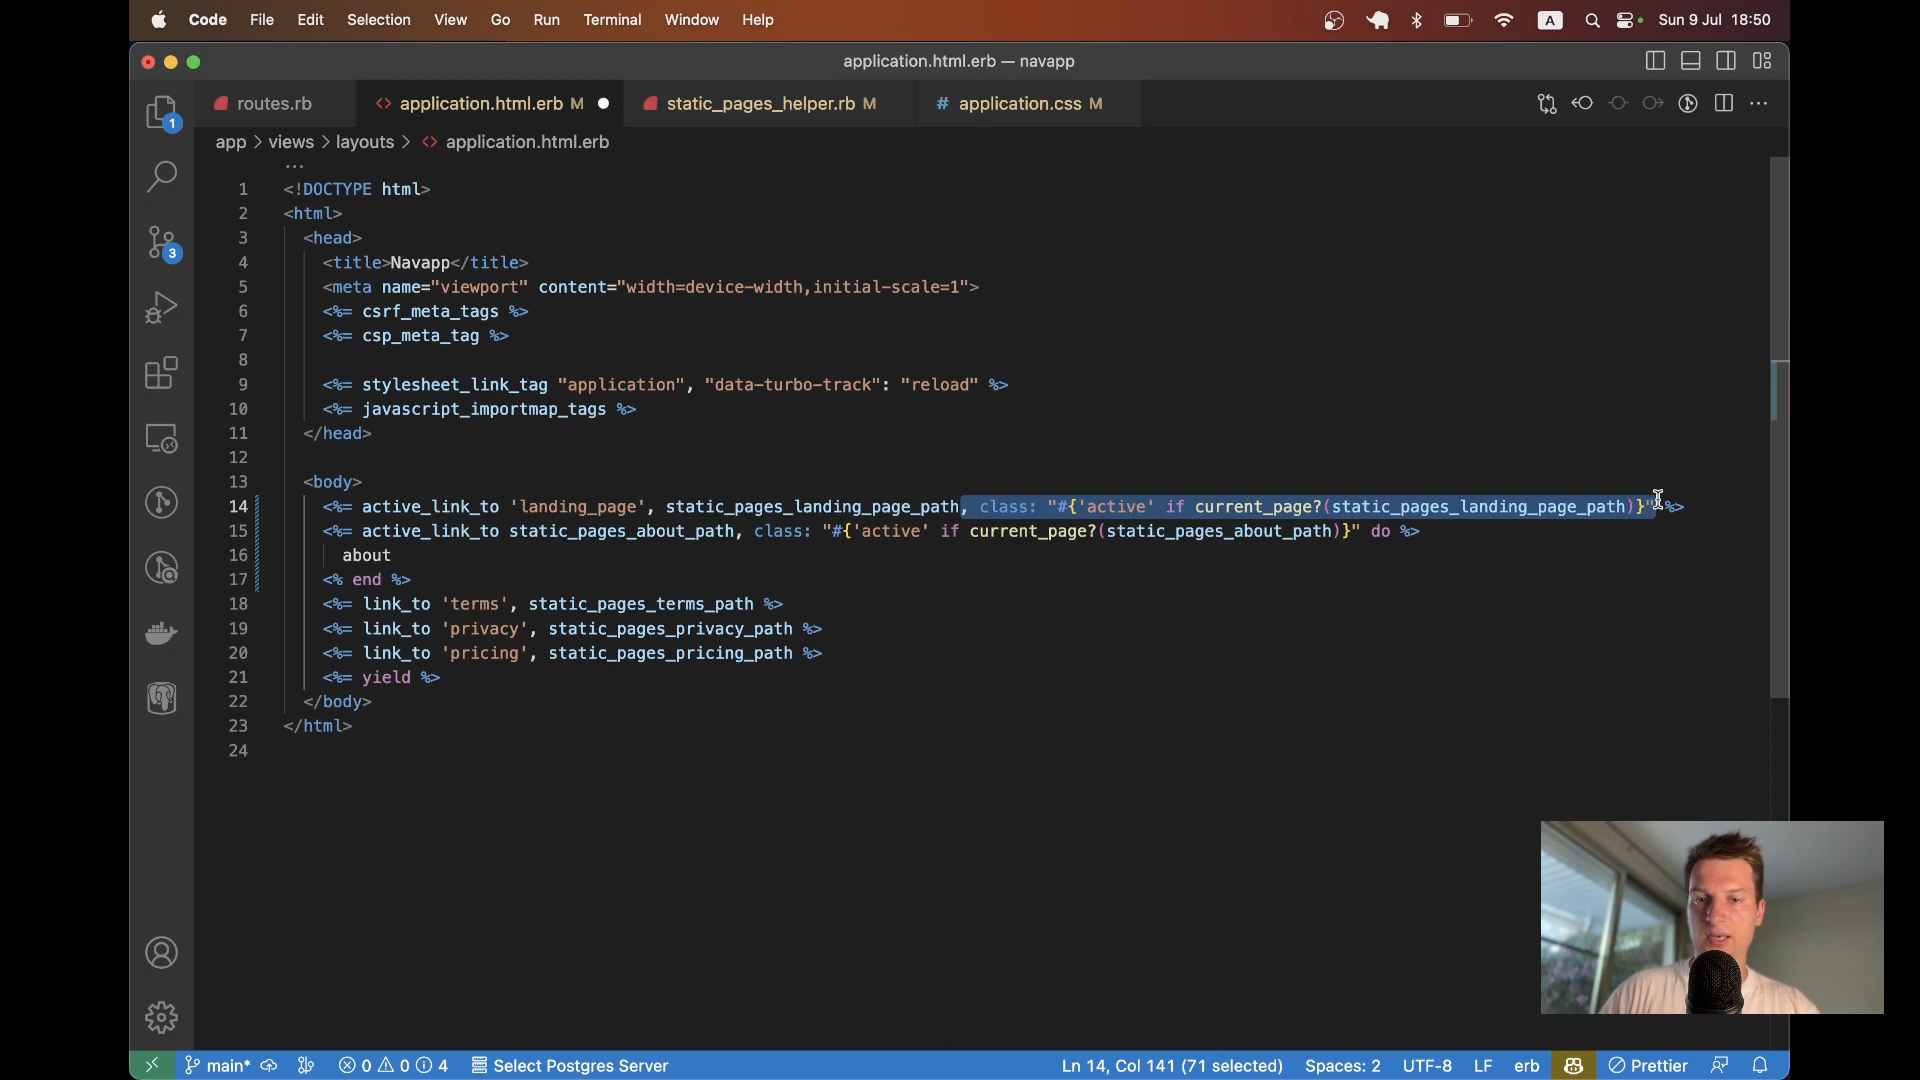 Code File Edit Selection View Go Run Terminal Window Help A Sun 9 Jul 18:50
application.html.erb — navapp
routes.rb <> application.html.erb M static_pages_helper.rb M # application.css M
1
app > views > layouts > <> application.html.erb
...
1 <!DOCTYPE html>
2 <html>
3 <head>
4 <title>Navapp</title>
5 <meta name="viewport" content="width=device-width,initial-scale=1">
6 <%= csrf_meta_tags %>
7 <%= csp_meta_tag %>
8
9 <%= stylesheet_link_tag "application", "data-turbo-track": "reload" %>
10 <%= javascript_importmap_tags %>
11 </head>
12
13 <body>
14 <%= active_link_to 'landing_page', static_pages_landing_page_path, class: "#{'active' if current_page?(static_pages_landing_page_path)}" %>
15 <%= active_link_to static_pages_about_path, class: "#{'active' if current_page?(static_pages_about_path)}" do %>
16 about
17 <% end %>
18 <%= link_to 'terms', static_pages_terms_path %>
19 <%= link_to 'privacy', static_pages_privacy_path %>
20 <%= link_to 'pricing', static_pages_pricing_path %>
21 <%= yield %>
22 </body>
23 </html>
24
3
main* 0 0 4 Select Postgres Server Ln 14, Col 141 (71 selected) Spaces: 2 UTF-8 LF erb Prettier